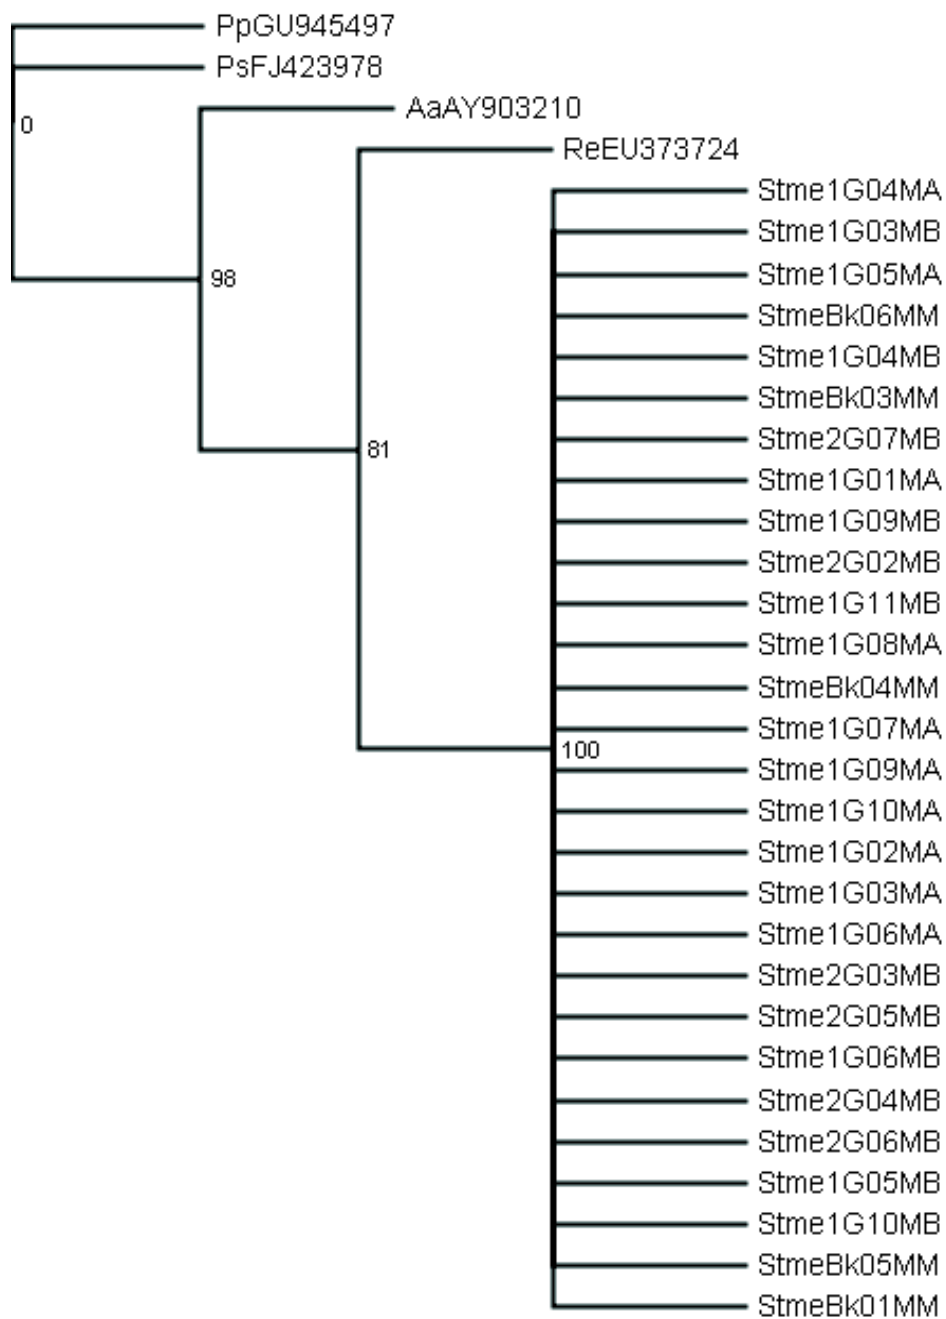 PpGU945497
PsFJ423978
AaAY903210
0
ReEU373724
Stme1G04MA
Stme1G03MB
Stme1G05MA
98
StmeBk06MM
Stme1G04MB
StmeBk03MM
Stme2G07MB
81
Stme1G01MA
Stme1G09MB
Stme2G02MB
Stme1G11MB
Stme1G08MA
StmeBk04MM
Stme1G07MA
100
Stme1G09MA
Stme1G10MA
Stme1G02MA
Stme1G03MA
Stme1G06MA
Stme2G03MB
Stme2G05MB
Stme1G06MB
Stme2G04MB
Stme2G06MB
Stme1G05MB
Stme1G10MB
StmeBk05MM
StmeBk01MM